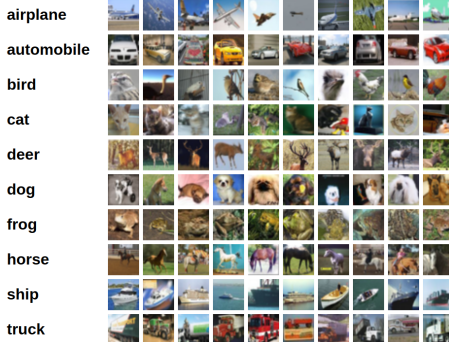 airplane
automobile
bird
cat
deer
dog
frog
horse
ship
truck